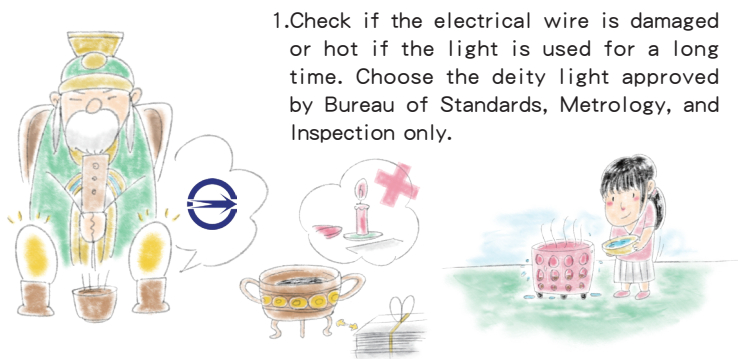 1.Check if the electrical wire is damaged
or hot if the light is used for a long
time. Choose the deity light approved
by Bureau of Standards, Metrology, and
Inspection only.